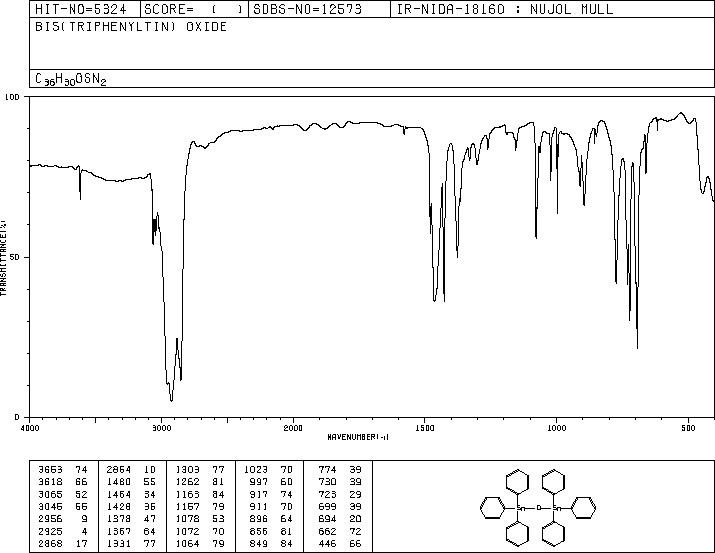 HIT-NO=5324 SCORE= ( ) SDBS-NO=12573 IR-NIDA-18160 : NUJOL MULL
BIS(TRIPHENYLTIN) OXIDE
C36H30OSN2
100
50
0
TRANSMITTANCE(%)
4000 3000 2000 1500 1000 500
WAVENUMBER(-1)
3663 74 2854 10 1303 77 1023 70 774 39
3618 66 1480 55 1262 81 997 60 730 39
3065 52 1464 34 1163 84 917 74 723 29
3046 55 1428 35 1157 79 911 70 699 39
2956 9 1378 47 1078 53 896 64 694 20
2925 4 1367 64 1072 70 856 81 662 72
2868 17 1331 77 1064 79 849 84 446 66
Sn O Sn